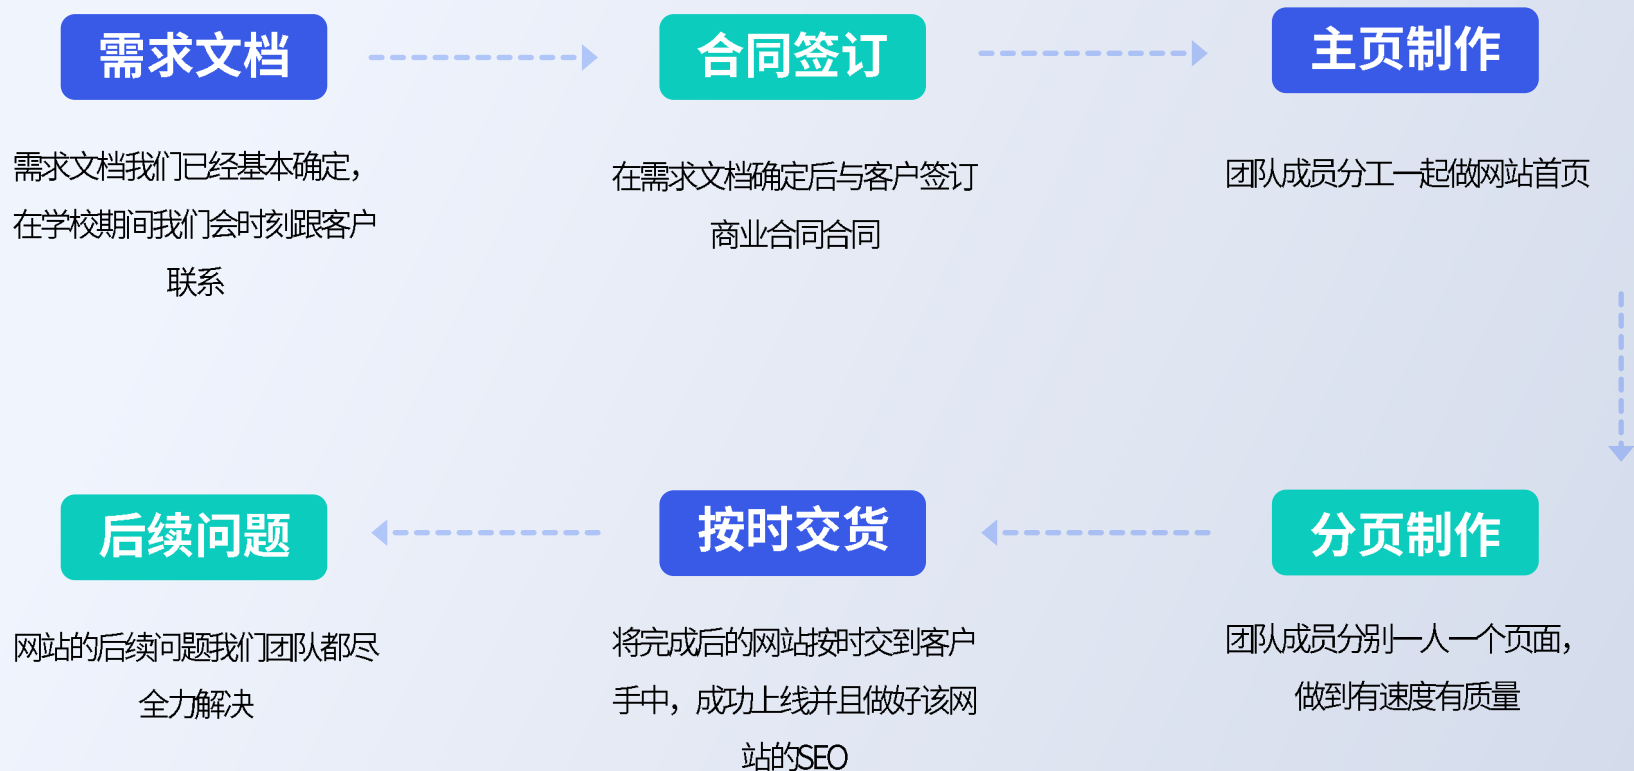 需求文档
需求文档我们已经基本确定，
在学校期间我们会时刻跟客户
联系
合同签订
在需求文档确定后与客户签订
商业合同合同
主页制作
团队成员分工一起做网站首页
分页制作
团队成员分别一人一个页面，
做到有速度有质量
按时交货
将完成后的网站按时交到客户
手中，成功上线并且做好该网
站的SEO
后续问题
网站的后续问题我们团队都尽
全力解决